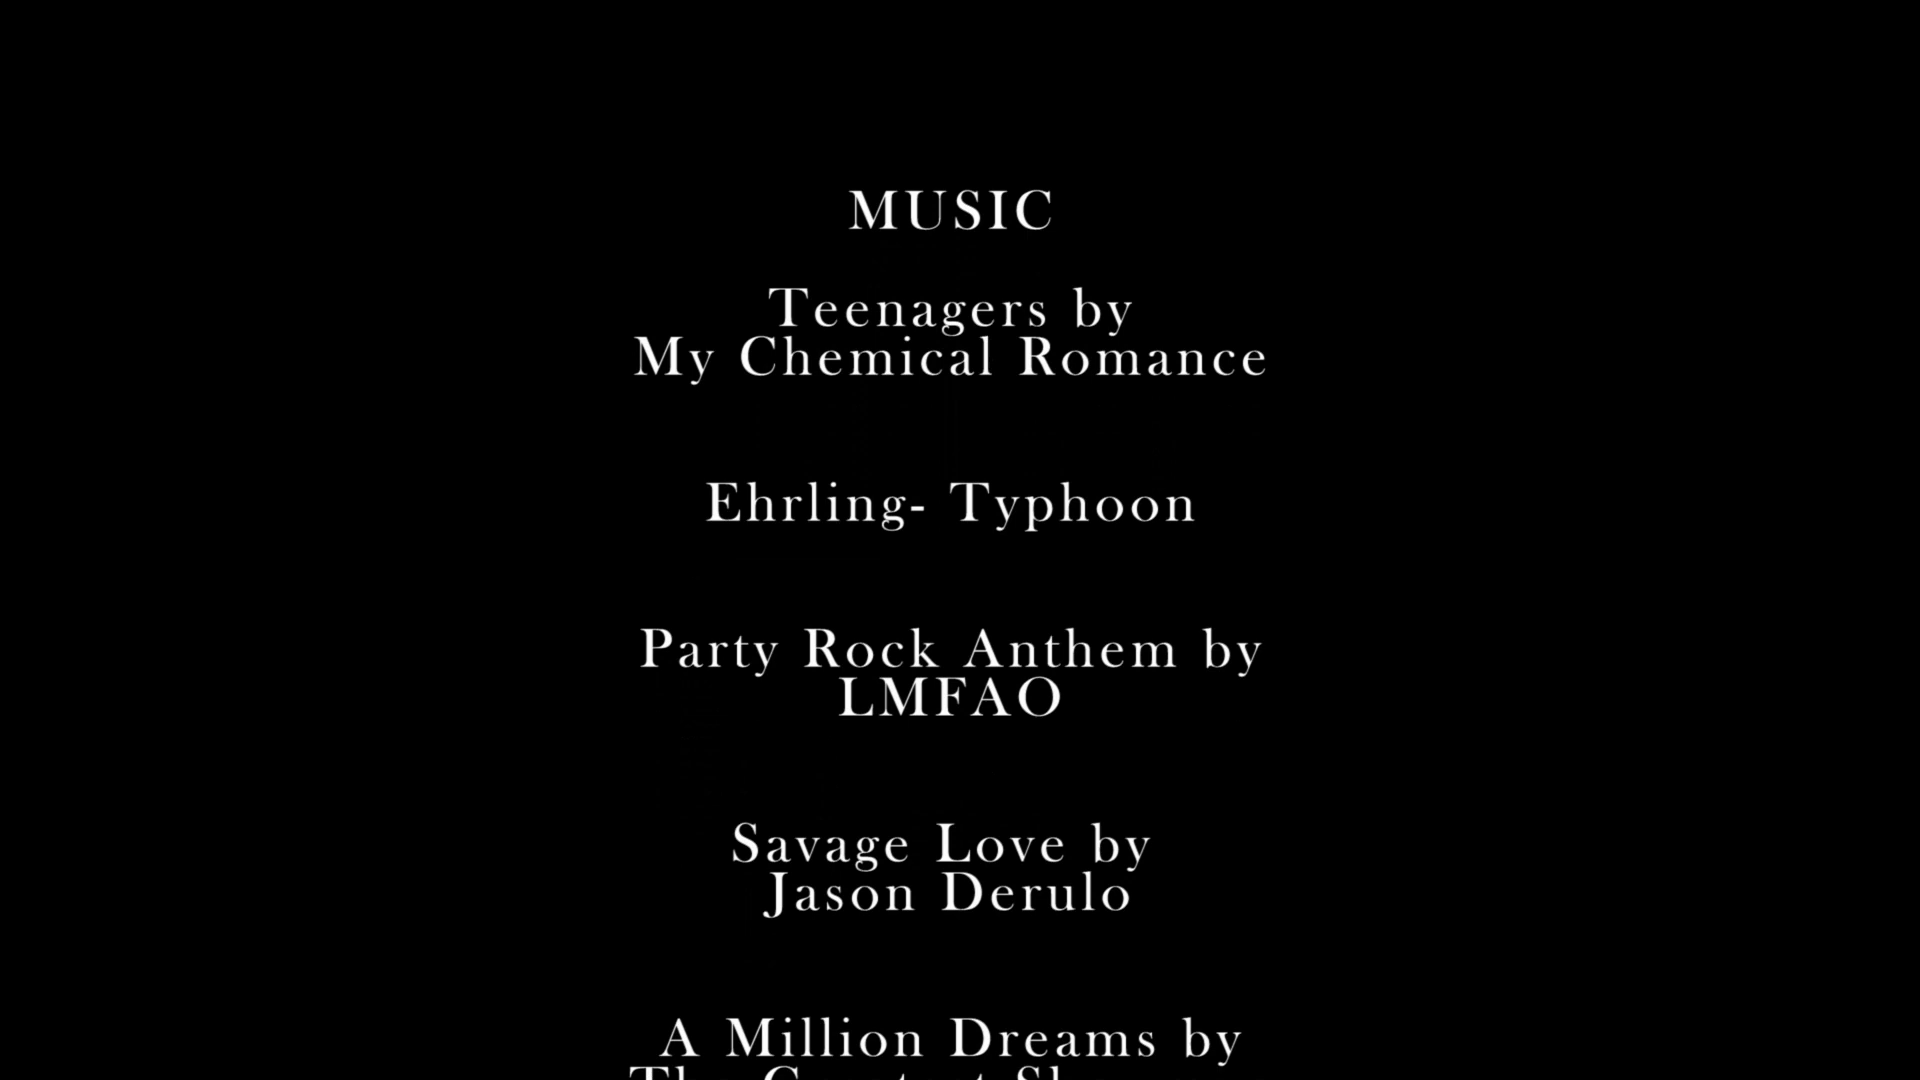 MUSIC
Teenagers by
My Chemical Romance
Ehrling- Typhoon
Party Rock Anthem by
LMFAO
Savage Love by
Jason Derulo
A Million Dreams by